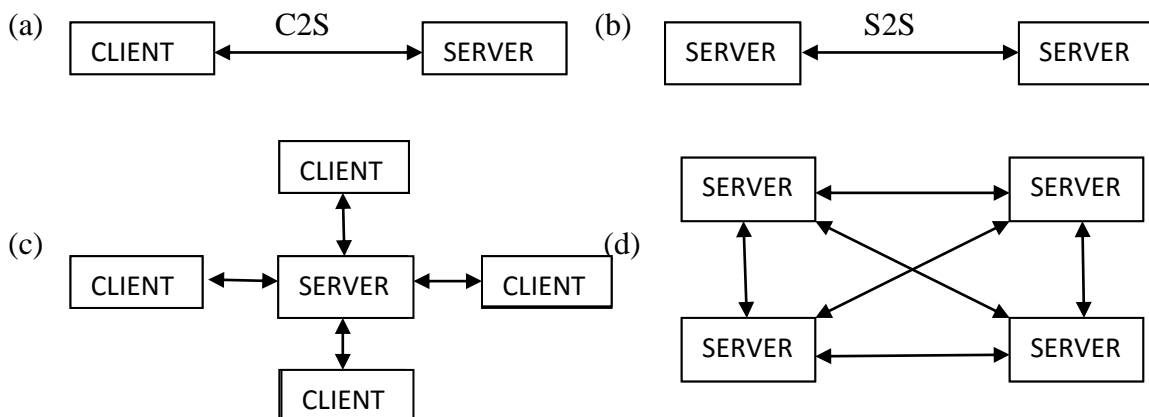 (a) CLIENT C2S SERVER
(b) SERVER S2S SERVER
(c) CLIENT
CLIENT SERVER CLIENT
CLIENT
(d) SERVER SERVER
SERVER SERVER